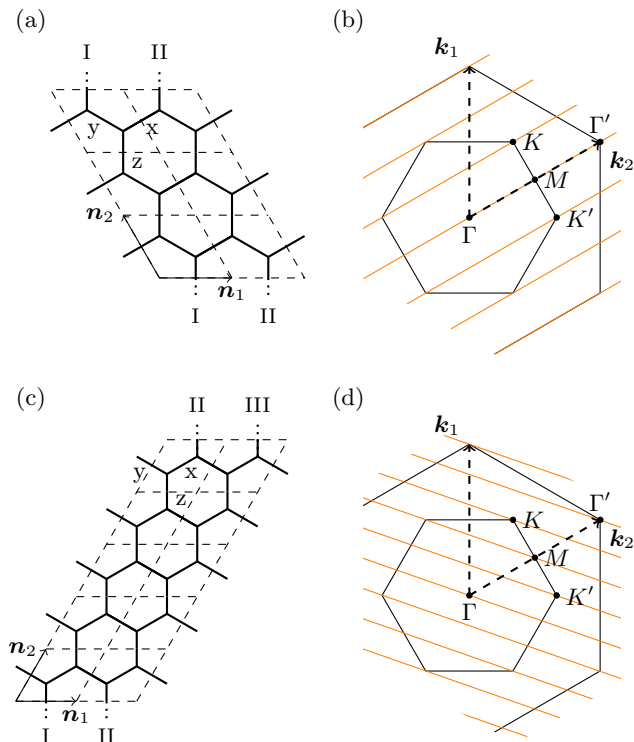 (a)
I II
y x
z
n₂
n₁
I II
(b)
k₁
Γ′
K
k₂
M
Γ
K′
(c)
II III
y x
z
n₂
n₁
I II
(d)
k₁
Γ′
K
k₂
M
Γ
K′